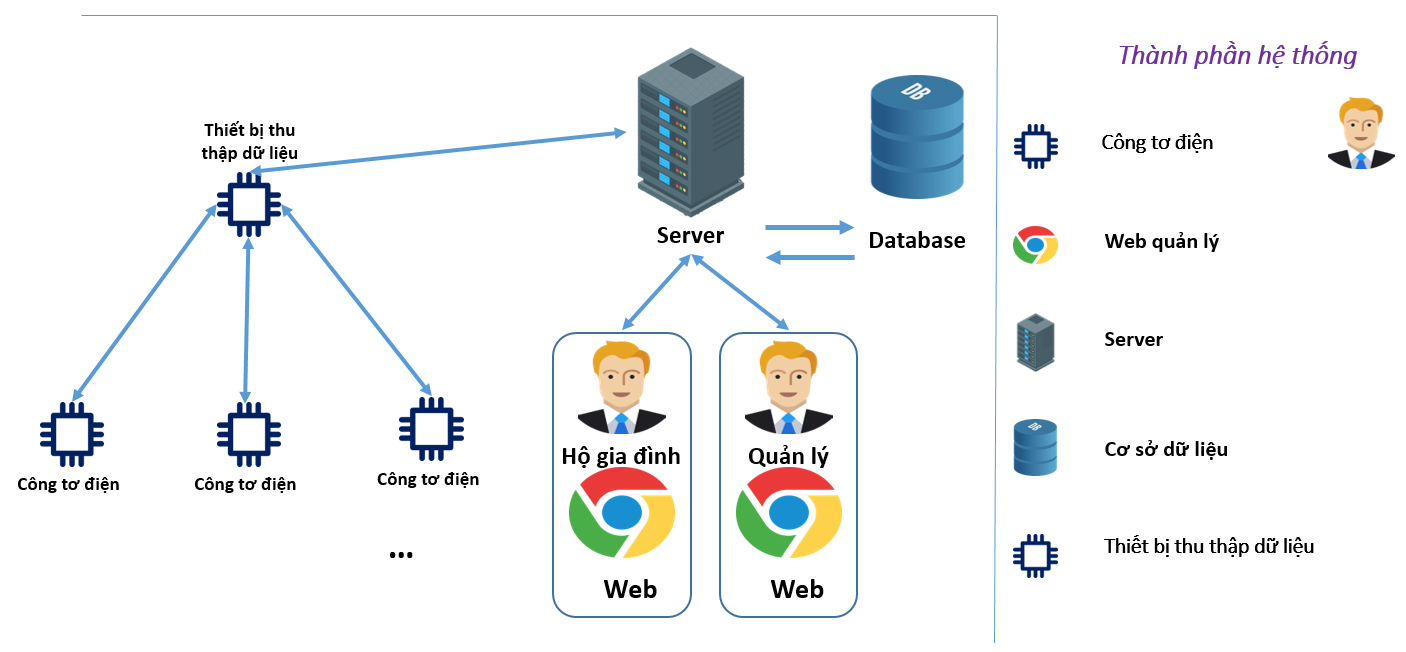 Thành phần hệ thống
Thiết bị thu
thập dữ liệu
DB
Server
Database
Công tơ điện
Công tơ điện
Công tơ điện
...
Hộ gia đình
Web
Quản lý
Web
Công tơ điện
Web quản lý
Server
DB
Cơ sở dữ liệu
Thiết bị thu thập dữ liệu